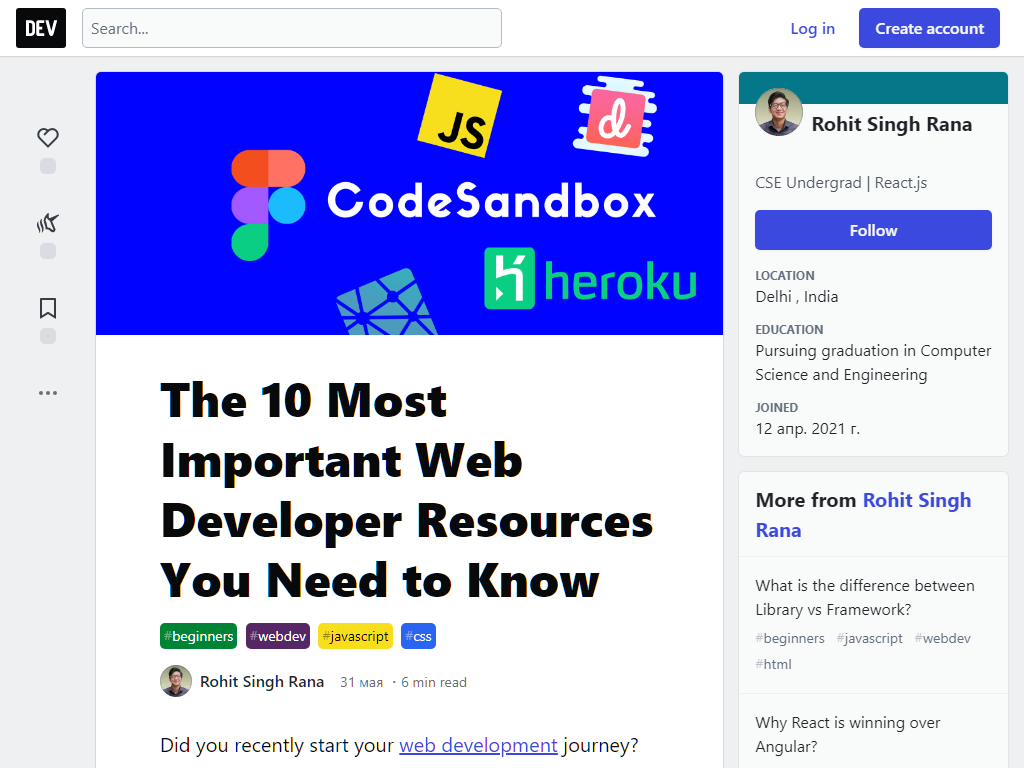 DEV
Search...
Log in
Create account
JS
d
CodeSandbox
heroku
The 10 Most
Important Web
Developer Resources
You Need to Know
#beginners #webdev #javascript #css
Rohit Singh Rana 31 мая · 6 min read
Did you recently start your web development journey?
Rohit Singh Rana
CSE Undergrad | React.js
Follow
LOCATION
Delhi , India
EDUCATION
Pursuing graduation in Computer
Science and Engineering
JOINED
12 апр. 2021 г.
More from Rohit Singh
Rana
What is the difference between
Library vs Framework?
#beginners #javascript #webdev
#html
Why React is winning over
Angular?